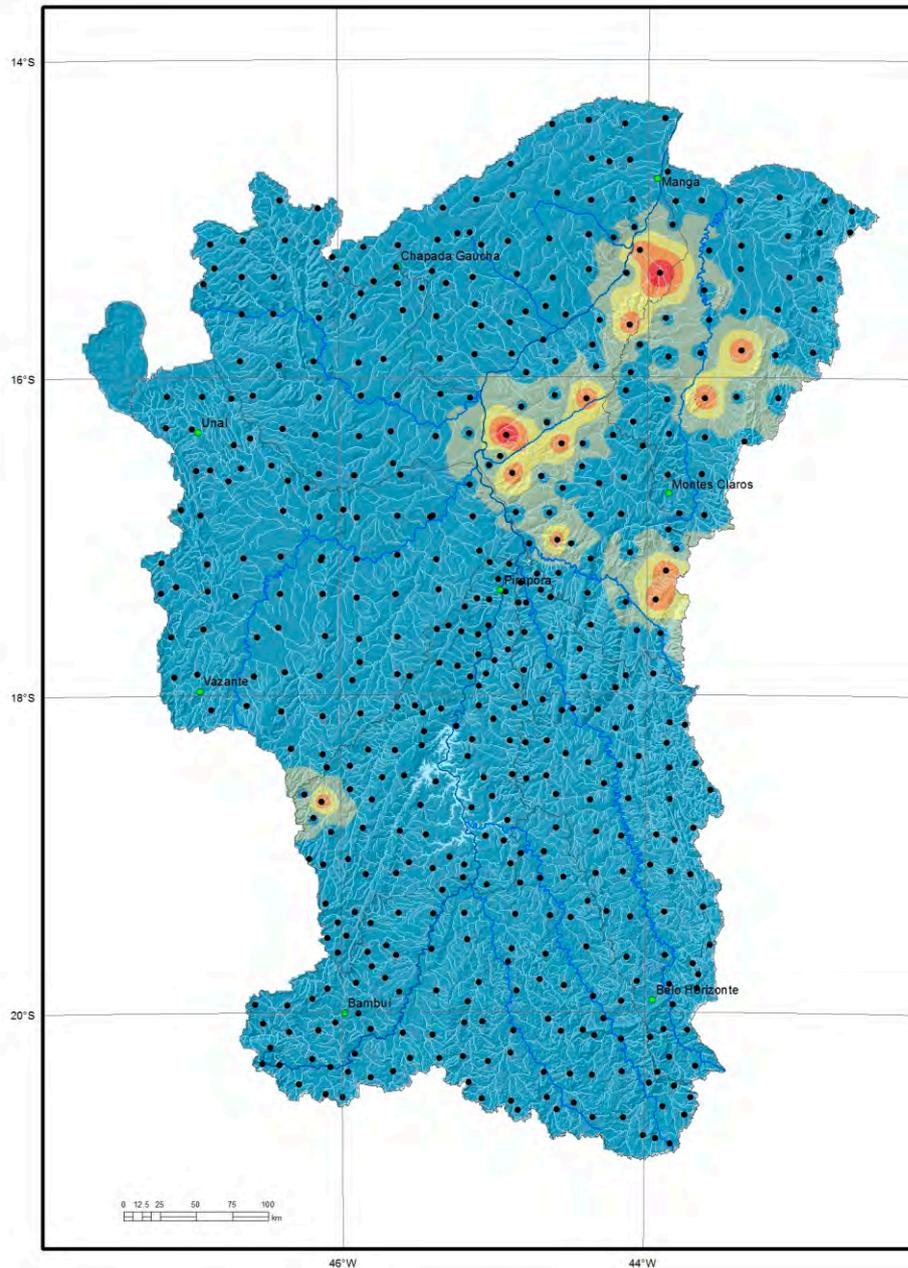 14°S
Manga
Chapada Gaucha
16°S
Unaí
Montes Claros
Pirapora
Vazante
18°S
Belo Horizonte
Bambuí
20°S
0 12.5 25 50 75 100
km
46°W 44°W